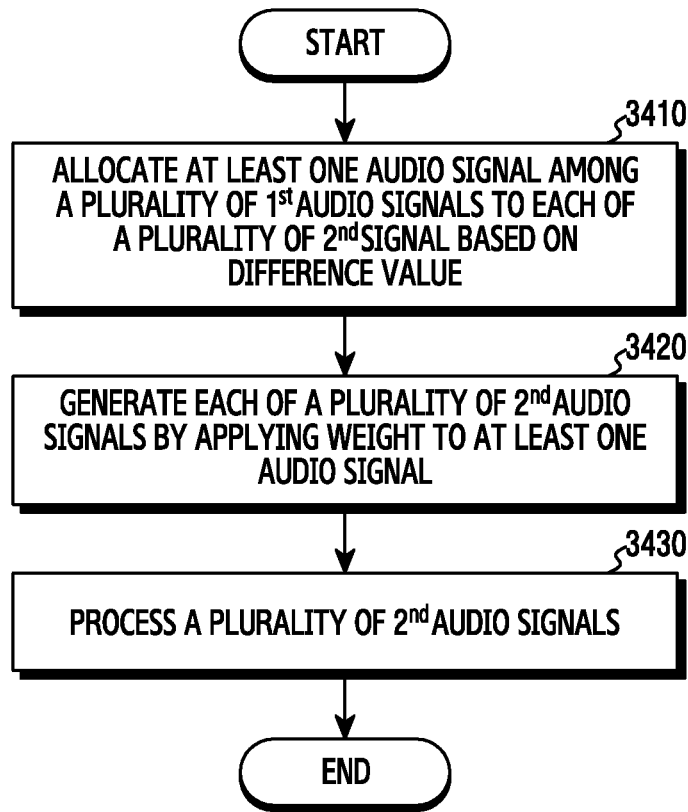 START
3410
ALLOCATE AT LEAST ONE AUDIO SIGNAL AMONG
A PLURALITY OF 1st AUDIO SIGNALS TO EACH OF
A PLURALITY OF 2nd SIGNAL BASED ON
DIFFERENCE VALUE
3420
GENERATE EACH OF A PLURALITY OF 2nd AUDIO
SIGNALS BY APPLYING WEIGHT TO AT LEAST ONE
AUDIO SIGNAL
3430
PROCESS A PLURALITY OF 2nd AUDIO SIGNALS
END